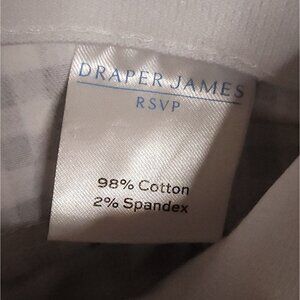 DRAPER JAMES
RSVP
98% Cotton
2% Spandex